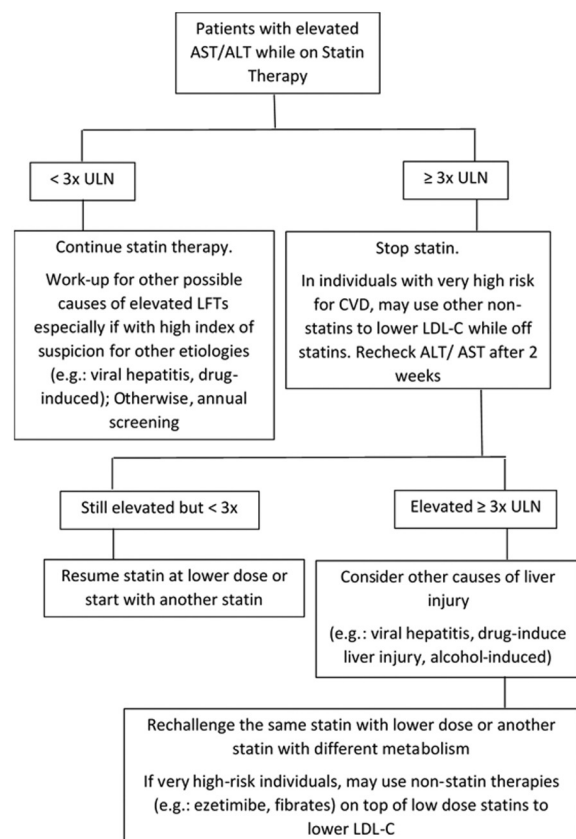 Patients with elevated
AST/ALT while on Statin
Therapy
< 3x ULN
≥ 3x ULN
Continue statin therapy.
Work-up for other possible
causes of elevated LFTs
especially if with high index of
suspicion for other etiologies
(e.g.: viral hepatitis, drug-
induced); Otherwise, annual
screening
Stop statin.
In individuals with very high risk
for CVD, may use other non-
statins to lower LDL-C while off
statins. Recheck ALT/ AST after 2
weeks
Still elevated but < 3x
Elevated ≥ 3x ULN
Resume statin at lower dose or
start with another statin
Consider other causes of liver
injury
(e.g.: viral hepatitis, drug-induce
liver injury, alcohol-induced)
Rechallenge the same statin with lower dose or another
statin with different metabolism
If very high-risk individuals, may use non-statin therapies
(e.g.: ezetimibe, fibrates) on top of low dose statins to
lower LDL-C